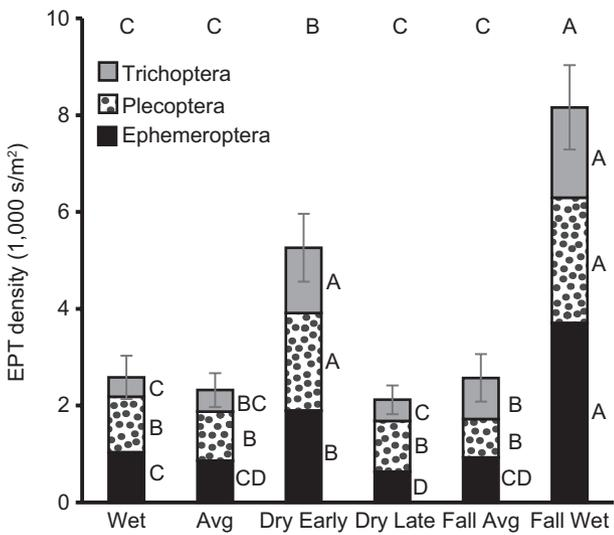 C C B C C A
10
8
6
4
2
0
EPT density (1,000 s/m²)
Trichoptera
Plecoptera
Ephemeroptera
C
B
C
BC
B
CD
A
A
B
C
B
D
B
B
CD
A
A
A
Wet Avg Dry Early Dry Late Fall Avg Fall Wet